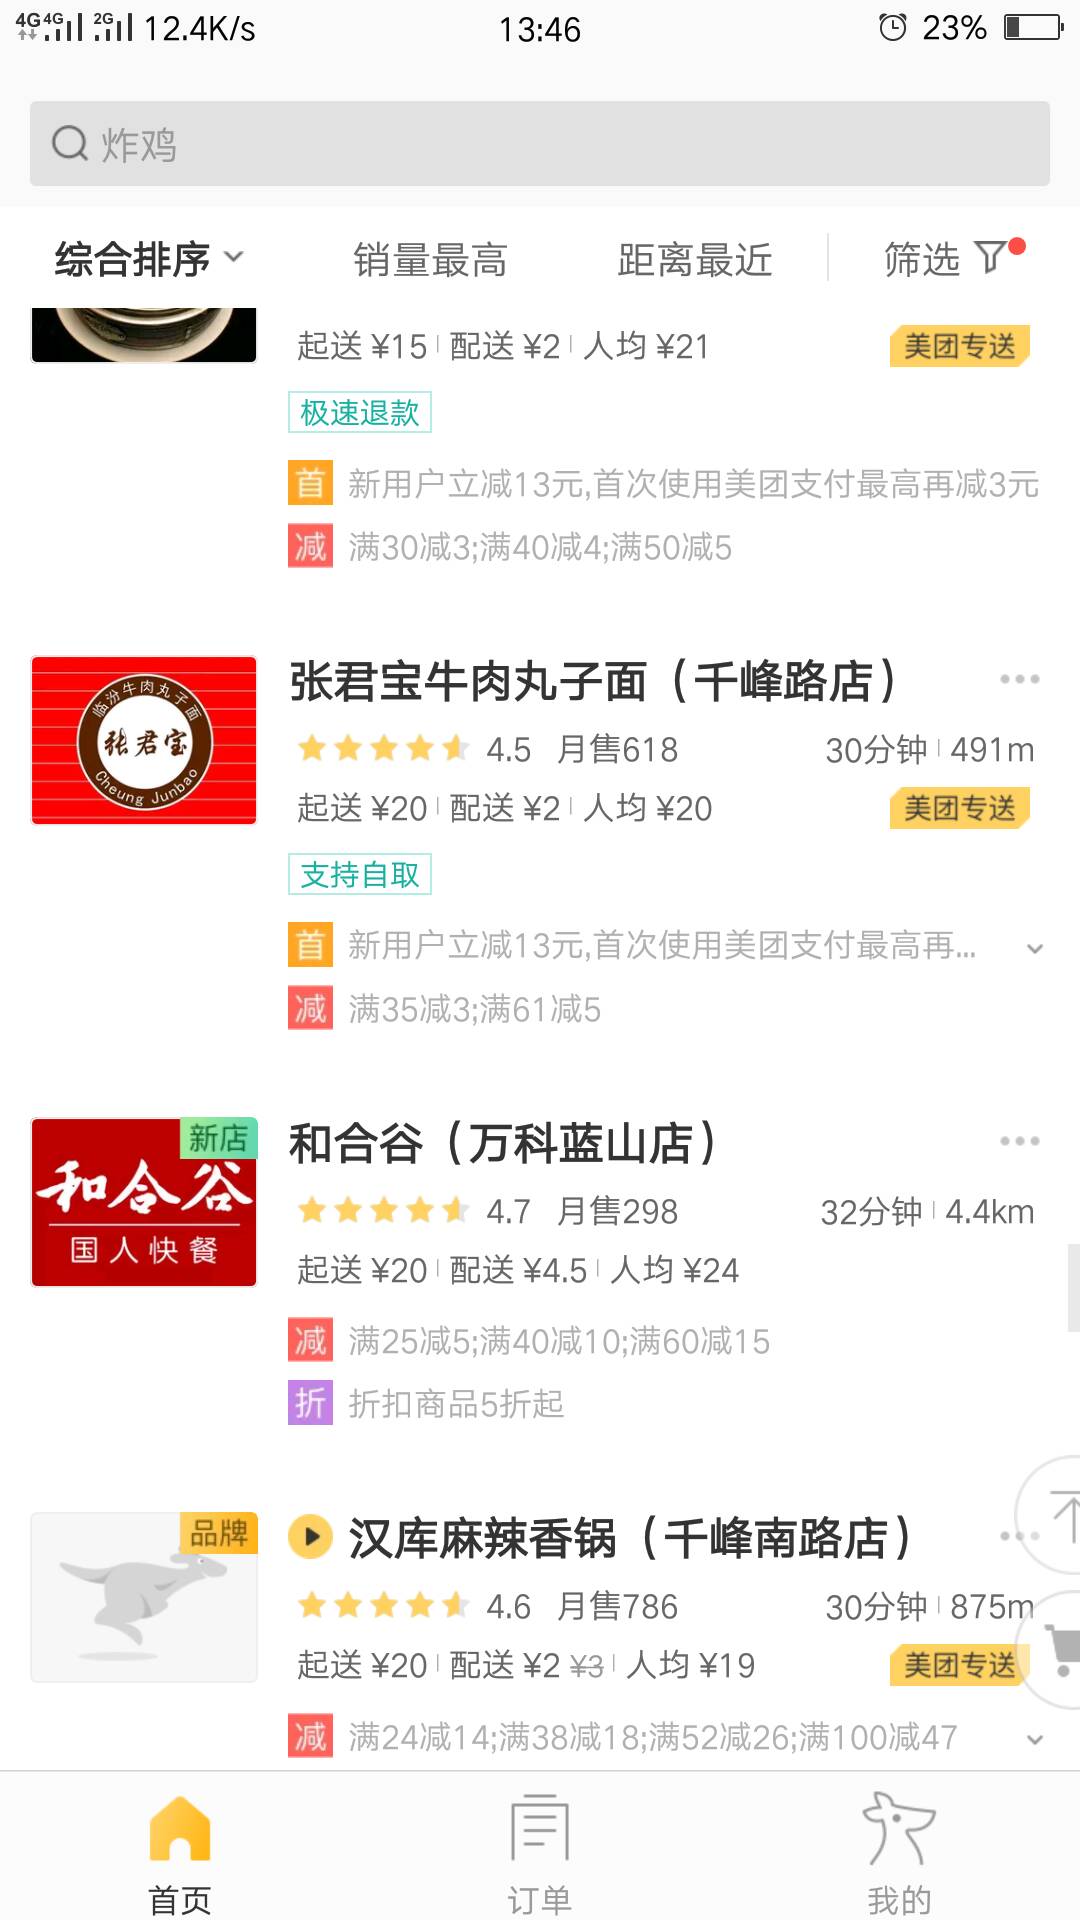 4G 4G 2G 12.4K/s 13:46 23%
炸鸡
综合排序 销量最高 距离最近 筛选
起送 ¥15 配送 ¥2 人均 ¥21 美团专送
极速退款
首 新用户立减13元,首次使用美团支付最高再减3元
减 满30减3;满40减4;满50减5
临汾牛肉丸子面
张君宝
Cheung Junbao
张君宝牛肉丸子面（千峰路店）
4.5 月售618 30分钟 491m
起送 ¥20 配送 ¥2 人均 ¥20 美团专送
支持自取
首 新用户立减13元,首次使用美团支付最高再...
减 满35减3;满61减5
新店
和合谷
国人快餐
和合谷（万科蓝山店）
4.7 月售298 32分钟 4.4km
起送 ¥20 配送 ¥4.5 人均 ¥24
减 满25减5;满40减10;满60减15
折 折扣商品5折起
品牌
汉库麻辣香锅（千峰南路店）
4.6 月售786 30分钟 875m
起送 ¥20 配送 ¥2 ¥3 人均 ¥19 美团专送
减 满24减14;满38减18;满52减26;满100减47
首页 订单 我的